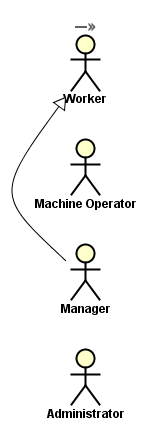 Worker
Machine Operator
Manager
Administrator